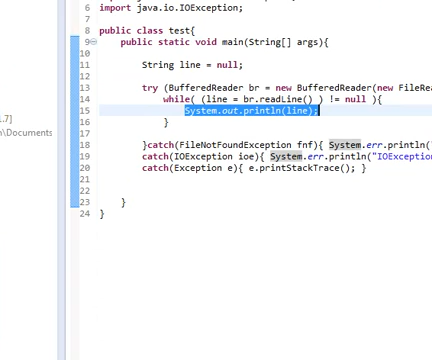 6 import java.io.IOException;
7
8 public class test{
9 public static void main(String[] args){
10
11 String line = null;
12
13 try (BufferedReader br = new BufferedReader(new FileRea
14 while( (line = br.readLine() ) != null ){
15 System.out.println(line);
16 }
17
18 }catch(FileNotFoundException fnf){ System.err.println(
19 catch(IOException ioe){ System.err.println("IOException
20 catch(Exception e){ e.printStackTrace(); }
21
22
23 }
24 }
1.7]
n\Documents